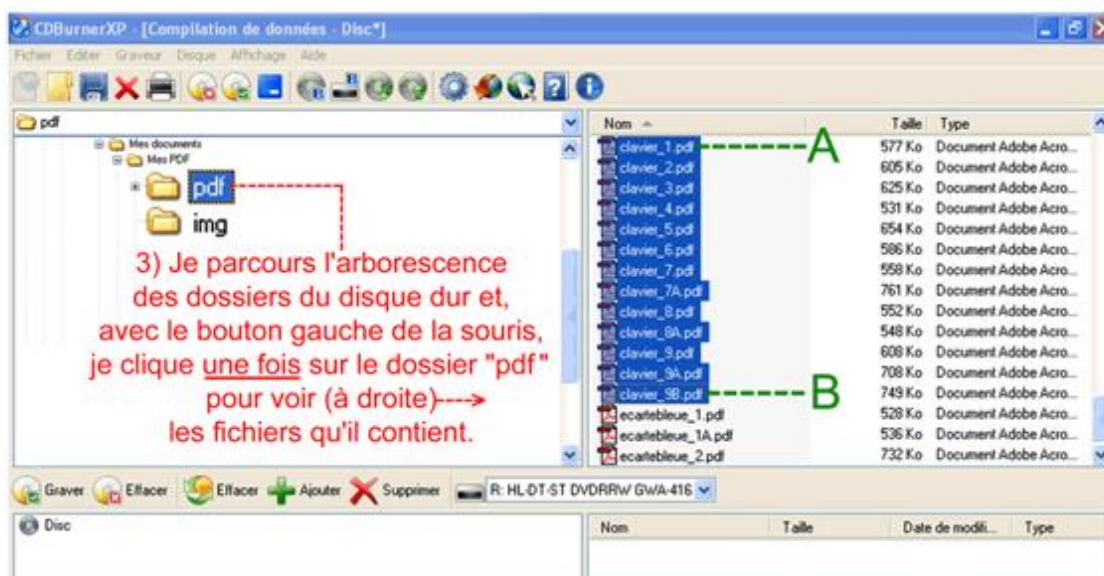 CDBurnerXP - [Compilation de données - Disc*]
Fichier Editer Graveur Disque Affichage Aide
pdf
Mes documents
Mes PDF
pdf
img
3) Je parcours l'arborescence
des dossiers du disque dur et,
avec le bouton gauche de la souris,
je clique une fois sur le dossier "pdf"
pour voir (à droite)---->
les fichiers qu'il contient.
Nom Taille Type
clavier_1.pdf A 577 Ko Document Adobe Acro...
clavier_2.pdf 605 Ko Document Adobe Acro...
clavier_3.pdf 625 Ko Document Adobe Acro...
clavier_4.pdf 531 Ko Document Adobe Acro...
clavier_5.pdf 654 Ko Document Adobe Acro...
clavier_6.pdf 586 Ko Document Adobe Acro...
clavier_7.pdf 558 Ko Document Adobe Acro...
clavier_7A.pdf 761 Ko Document Adobe Acro...
clavier_8.pdf 552 Ko Document Adobe Acro...
clavier_8A.pdf 548 Ko Document Adobe Acro...
clavier_9.pdf 608 Ko Document Adobe Acro...
clavier_9A.pdf 708 Ko Document Adobe Acro...
clavier_9B.pdf B 749 Ko Document Adobe Acro...
ecartebleue_1.pdf 528 Ko Document Adobe Acro...
ecartebleue_1A.pdf 536 Ko Document Adobe Acro...
ecartebleue_2.pdf 732 Ko Document Adobe Acro...
Graver Effacer Effacer Ajouter Supprimer R: HL-DT-ST DVDRRW GWA-416
Disc
Nom Taille Date de modifi... Type